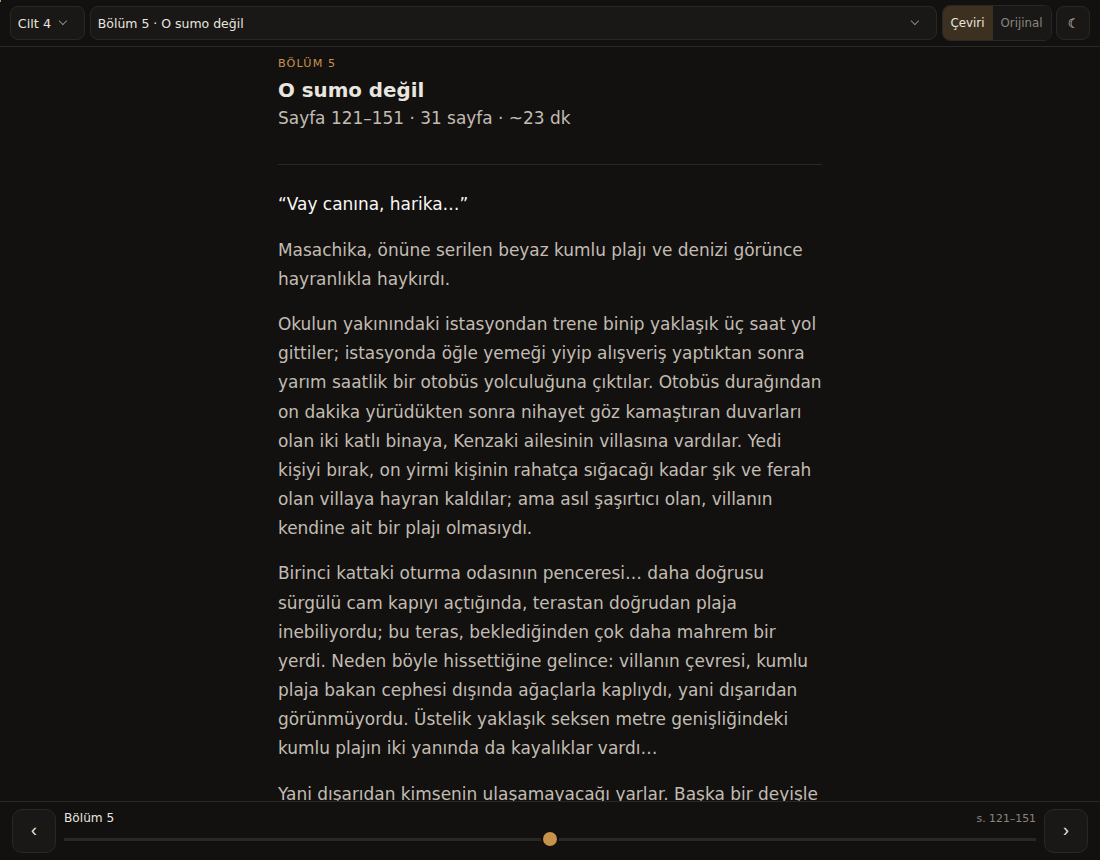 Cilt 4
Bölüm 5 · O sumo değil
Çeviri
Orijinal
BÖLÜM 5
O sumo değil
Sayfa 121–151 · 31 sayfa · ~23 dk
“Vay canına, harika…”
Masachika, önüne serilen beyaz kumlu plajı ve denizi görünce
hayranlıkla haykırdı.
Okulun yakınındaki istasyondan trene binip yaklaşık üç saat yol
gittiler; istasyonda öğle yemeği yiyip alışveriş yaptıktan sonra
yarım saatlik bir otobüs yolculuğuna çıktılar. Otobüs durağından
on dakika yürüdükten sonra nihayet göz kamaştıran duvarları
olan iki katlı binaya, Kenzaki ailesinin villasına vardılar. Yedi
kişiyi bırak, on yirmi kişinin rahatça sığacağı kadar şık ve ferah
olan villaya hayran kaldılar; ama asıl şaşırtıcı olan, villanın
kendine ait bir plajı olmasıydı.
Birinci kattaki oturma odasının penceresi… daha doğrusu
sürgülü cam kapıyı açtığında, terastan doğrudan plaja
inebiliyordu; bu teras, beklediğinden çok daha mahrem bir
yerdi. Neden böyle hissettiğine gelince: villanın çevresi, kumlu
plaja bakan cephesi dışında ağaçlarla kaplıydı, yani dışarıdan
görünmüyordu. Üstelik yaklaşık seksen metre genişliğindeki
kumlu plajın iki yanında da kayalıklar vardı…
Yani dışarıdan kimsenin ulaşamayacağı yarlar. Başka bir deyişle
Bölüm 5
s. 121–151